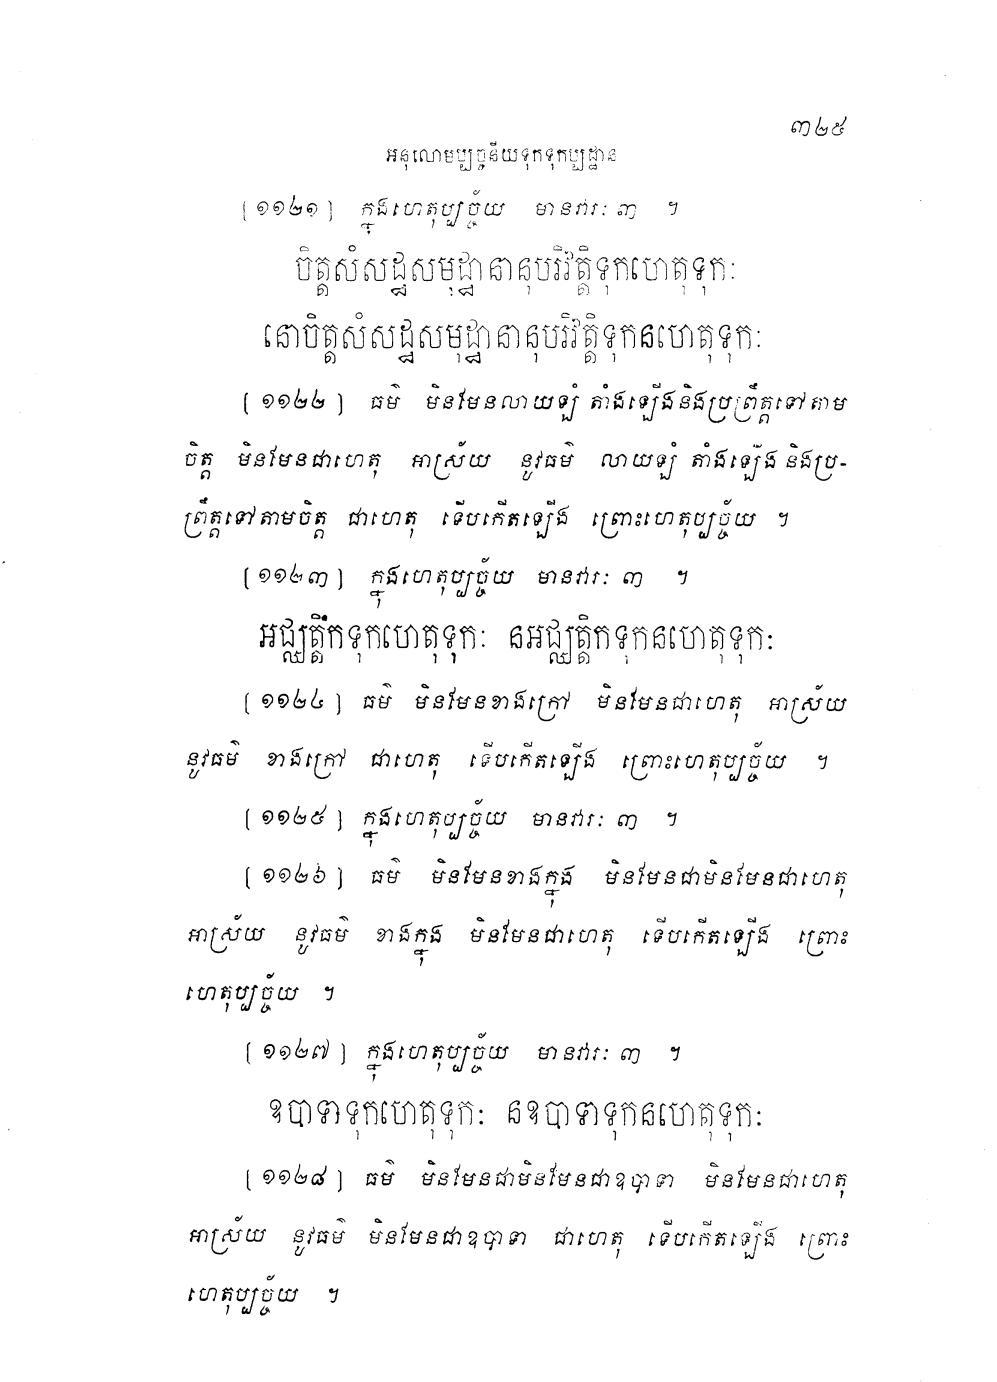 ៣២៥
អនុលោមប្បច្ចនីយទុកទុកប្បដ្ឋាន
[១១២១] ក្នុងហេតុប្បច្ច័យ មានវារៈ ៣ ។
ចិត្តសំសដ្ឋសមុដ្ឋានានុបរិវត្តិទុកហេតុទុកៈ
នោចិត្តសំសដ្ឋសមុដ្ឋានានុបរិវត្តិទុកនហេតុទុកៈ
[១១២២] ធម៌ មិនមែនលាយឡំ តាំងឡើងនិងប្រព្រឹត្តទៅតាម
ចិត្ត មិនមែនជាហេតុ អាស្រ័យ នូវធម៌ លាយឡំ តាំងឡើង និងប្រ-
ព្រឹត្តទៅតាមចិត្ត ជាហេតុ ទើបកើតឡើង ព្រោះហេតុប្បច្ច័យ ។
[១១២៣] ក្នុងហេតុប្បច្ច័យ មានវារៈ ៣ ។
អជ្ឈត្តិកទុកហេតុទុកៈ នអជ្ឈត្តិកទុកនហេតុទុកៈ
[១១២៤] ធម៌ មិនមែនខាងក្រៅ មិនមែនជាហេតុ អាស្រ័យ
នូវធម៌ ខាងក្រៅ ជាហេតុ ទើបកើតឡើង ព្រោះហេតុប្បច្ច័យ ។
[១១២៥] ក្នុងហេតុប្បច្ច័យ មានវារៈ ៣ ។
[១១២៦] ធម៌ មិនមែនខាងក្នុង មិនមែនជាមិនមែនជាហេតុ
អាស្រ័យ នូវធម៌ ខាងក្នុង មិនមែនជាហេតុ ទើបកើតឡើង ព្រោះ
ហេតុប្បច្ច័យ ។
[១១២៧] ក្នុងហេតុប្បច្ច័យ មានវារៈ ៣ ។
ឧបាទាទុកហេតុទុកៈ នឧបាទាទុកនហេតុទុកៈ
[១១២៨] ធម៌ មិនមែនជាមិនមែនជាឧបាទា មិនមែនជាហេតុ
អាស្រ័យ នូវធម៌ មិនមែនជាឧបាទា ជាហេតុ ទើបកើតឡើង ព្រោះ
ហេតុប្បច្ច័យ ។